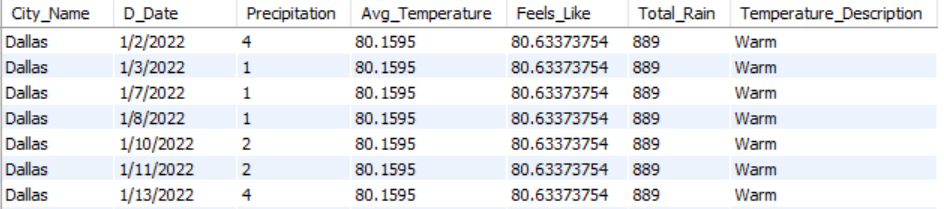 City_Name D_Date Precipitation Avg_Temperature Feels_Like Total_Rain Temperature_Description
Dallas 1/2/2022 4 80.1595 80.63373754 889 Warm
Dallas 1/3/2022 1 80.1595 80.63373754 889 Warm
Dallas 1/7/2022 1 80.1595 80.63373754 889 Warm
Dallas 1/8/2022 1 80.1595 80.63373754 889 Warm
Dallas 1/10/2022 2 80.1595 80.63373754 889 Warm
Dallas 1/11/2022 2 80.1595 80.63373754 889 Warm
Dallas 1/13/2022 4 80.1595 80.63373754 889 Warm